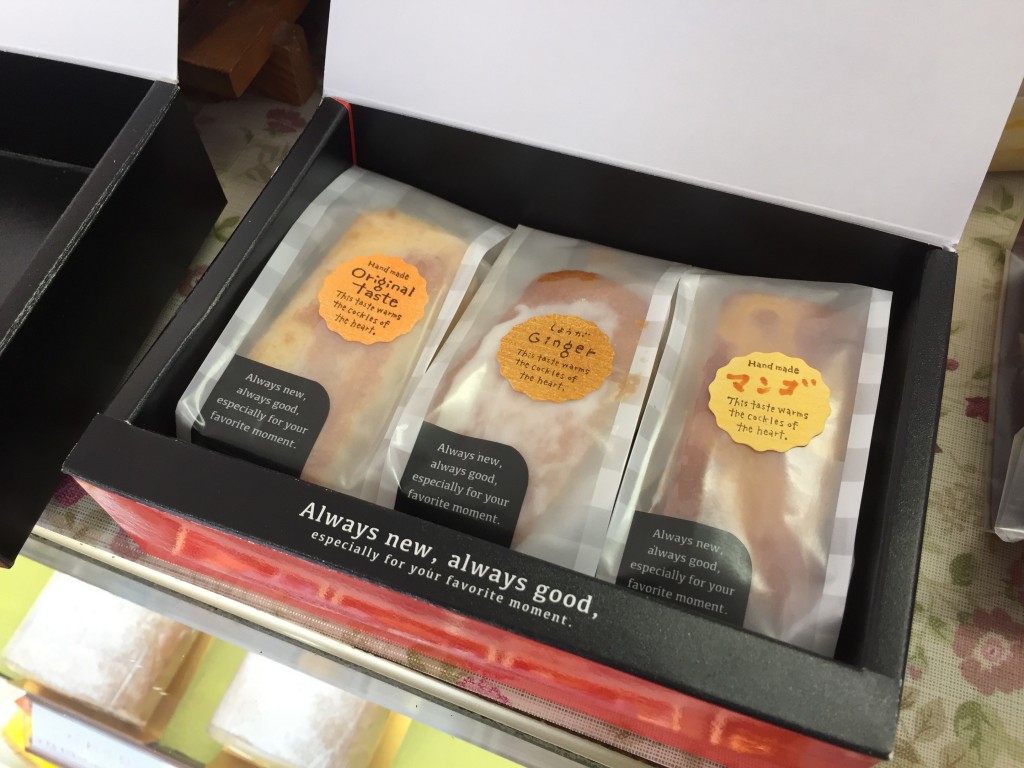 Hand made
Original
taste
This taste warms
the cockles of
the heart.
Always new,
always good,
especially for your
favorite moment.
しょうが
Ginger
This taste warms
the cockles of
the heart.
Always new,
always good,
especially for your
favorite moment.
Hand made
マンゴ
This taste warms
the cockles of
the heart.
Always new,
always good,
especially for your
favorite moment.
Always new, always good,
especially for your favorite moment.